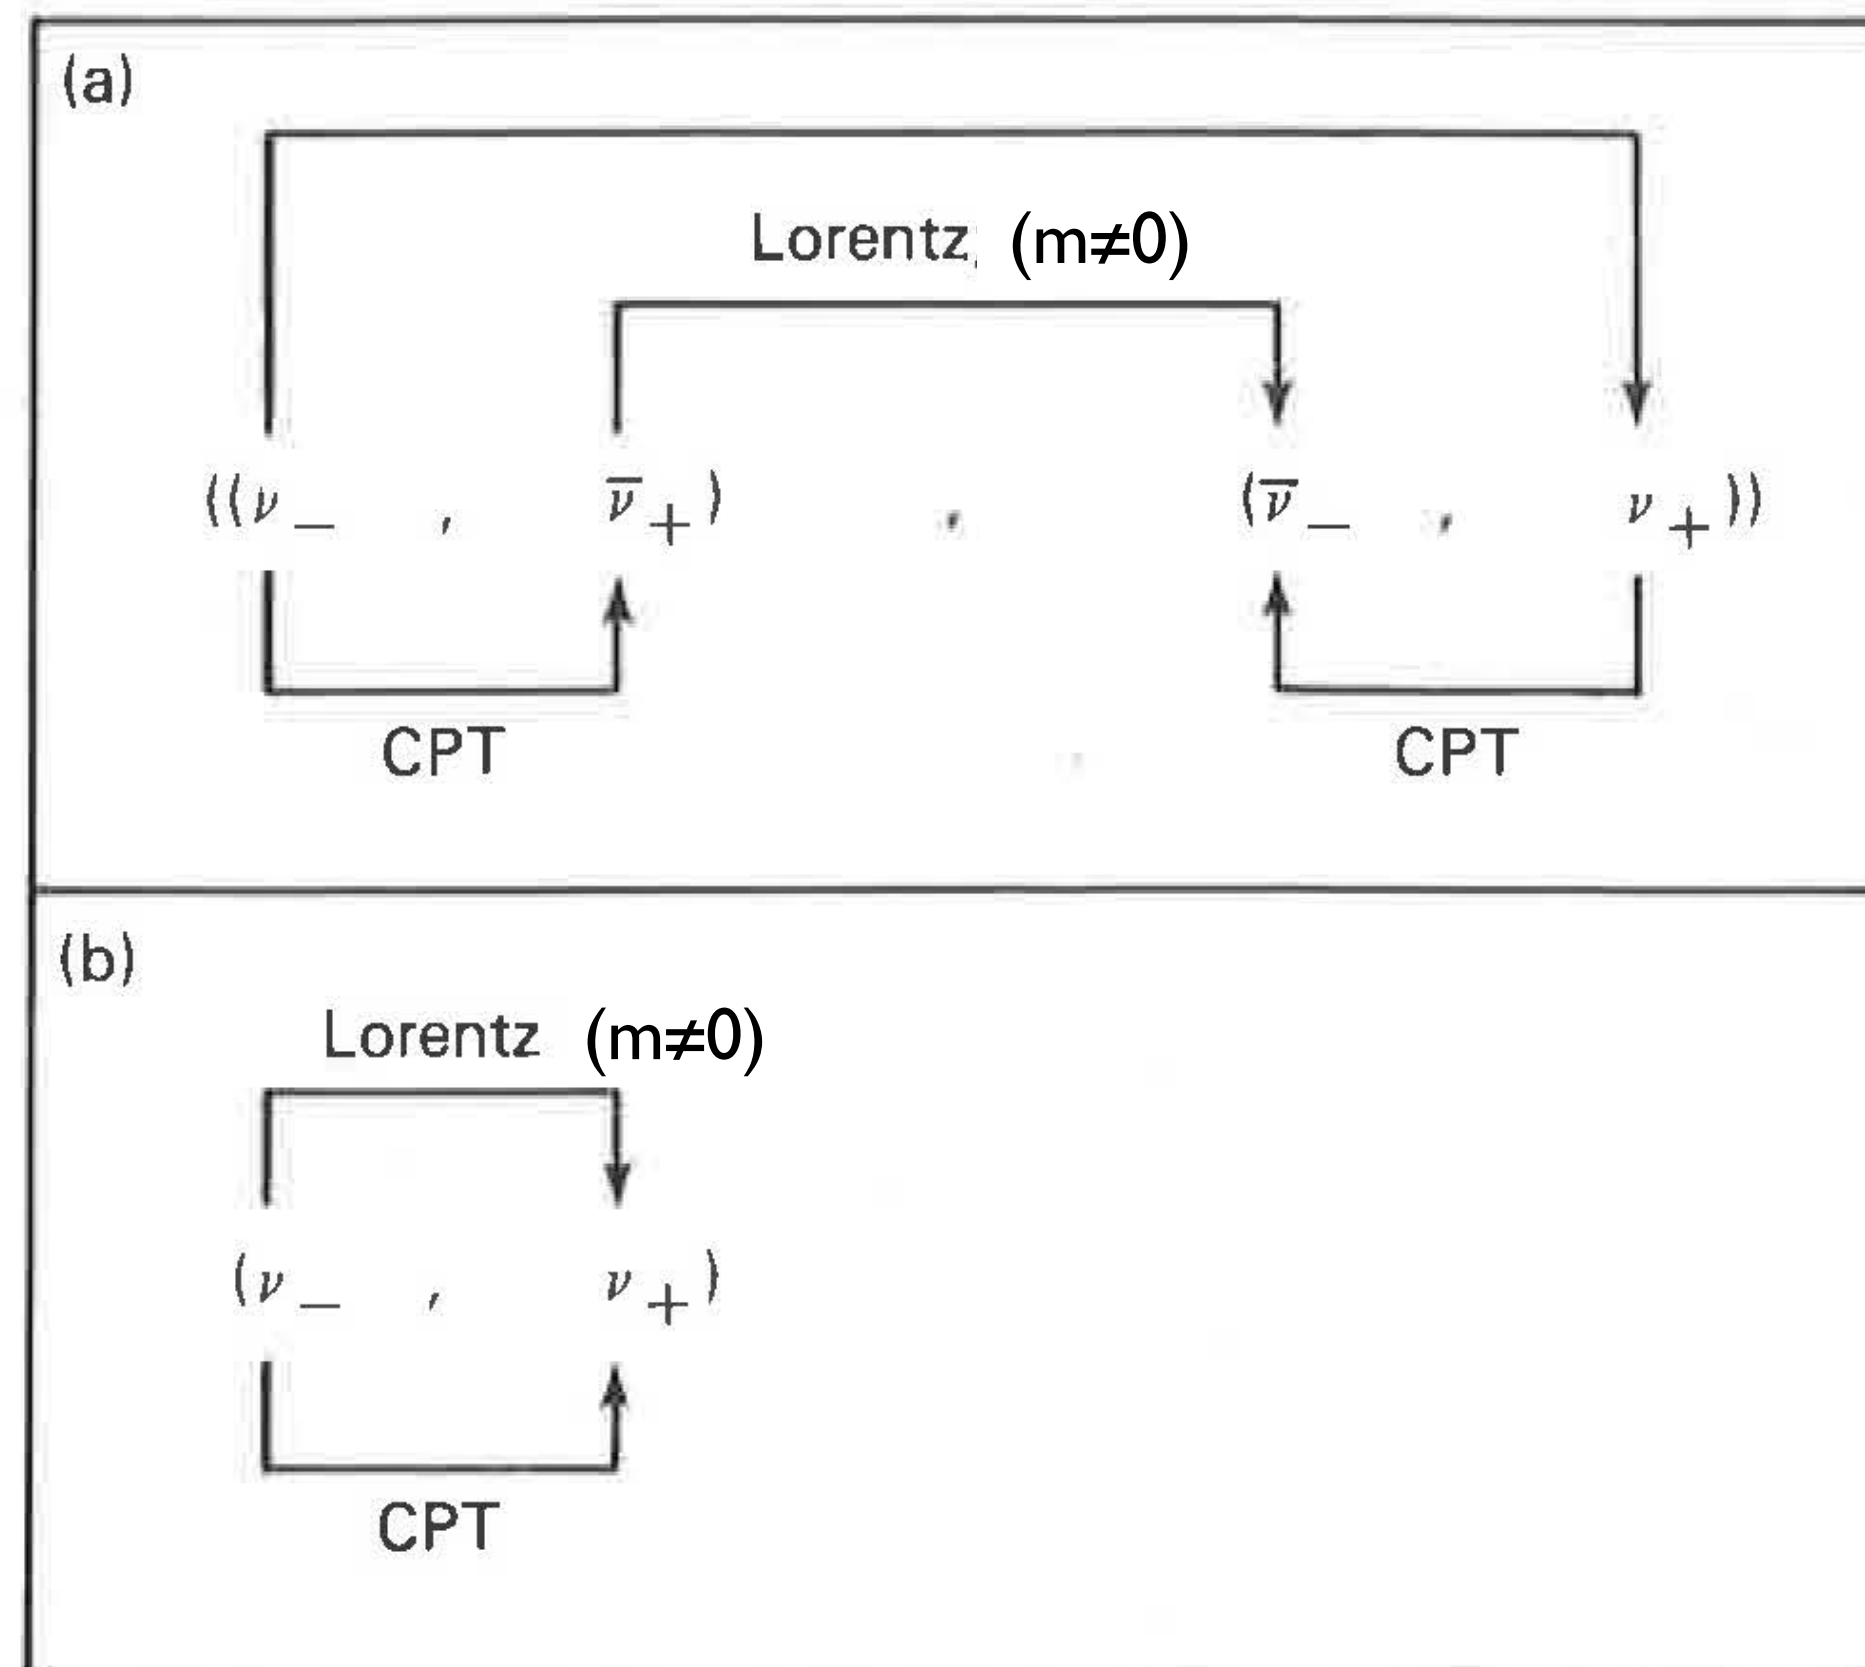 (a)
Lorentz, (m≠0)
((ν₋ , ν̅₊) , (ν̅₋ , ν₊))
CPT CPT
(b)
Lorentz (m≠0)
(ν₋ , ν₊)
CPT